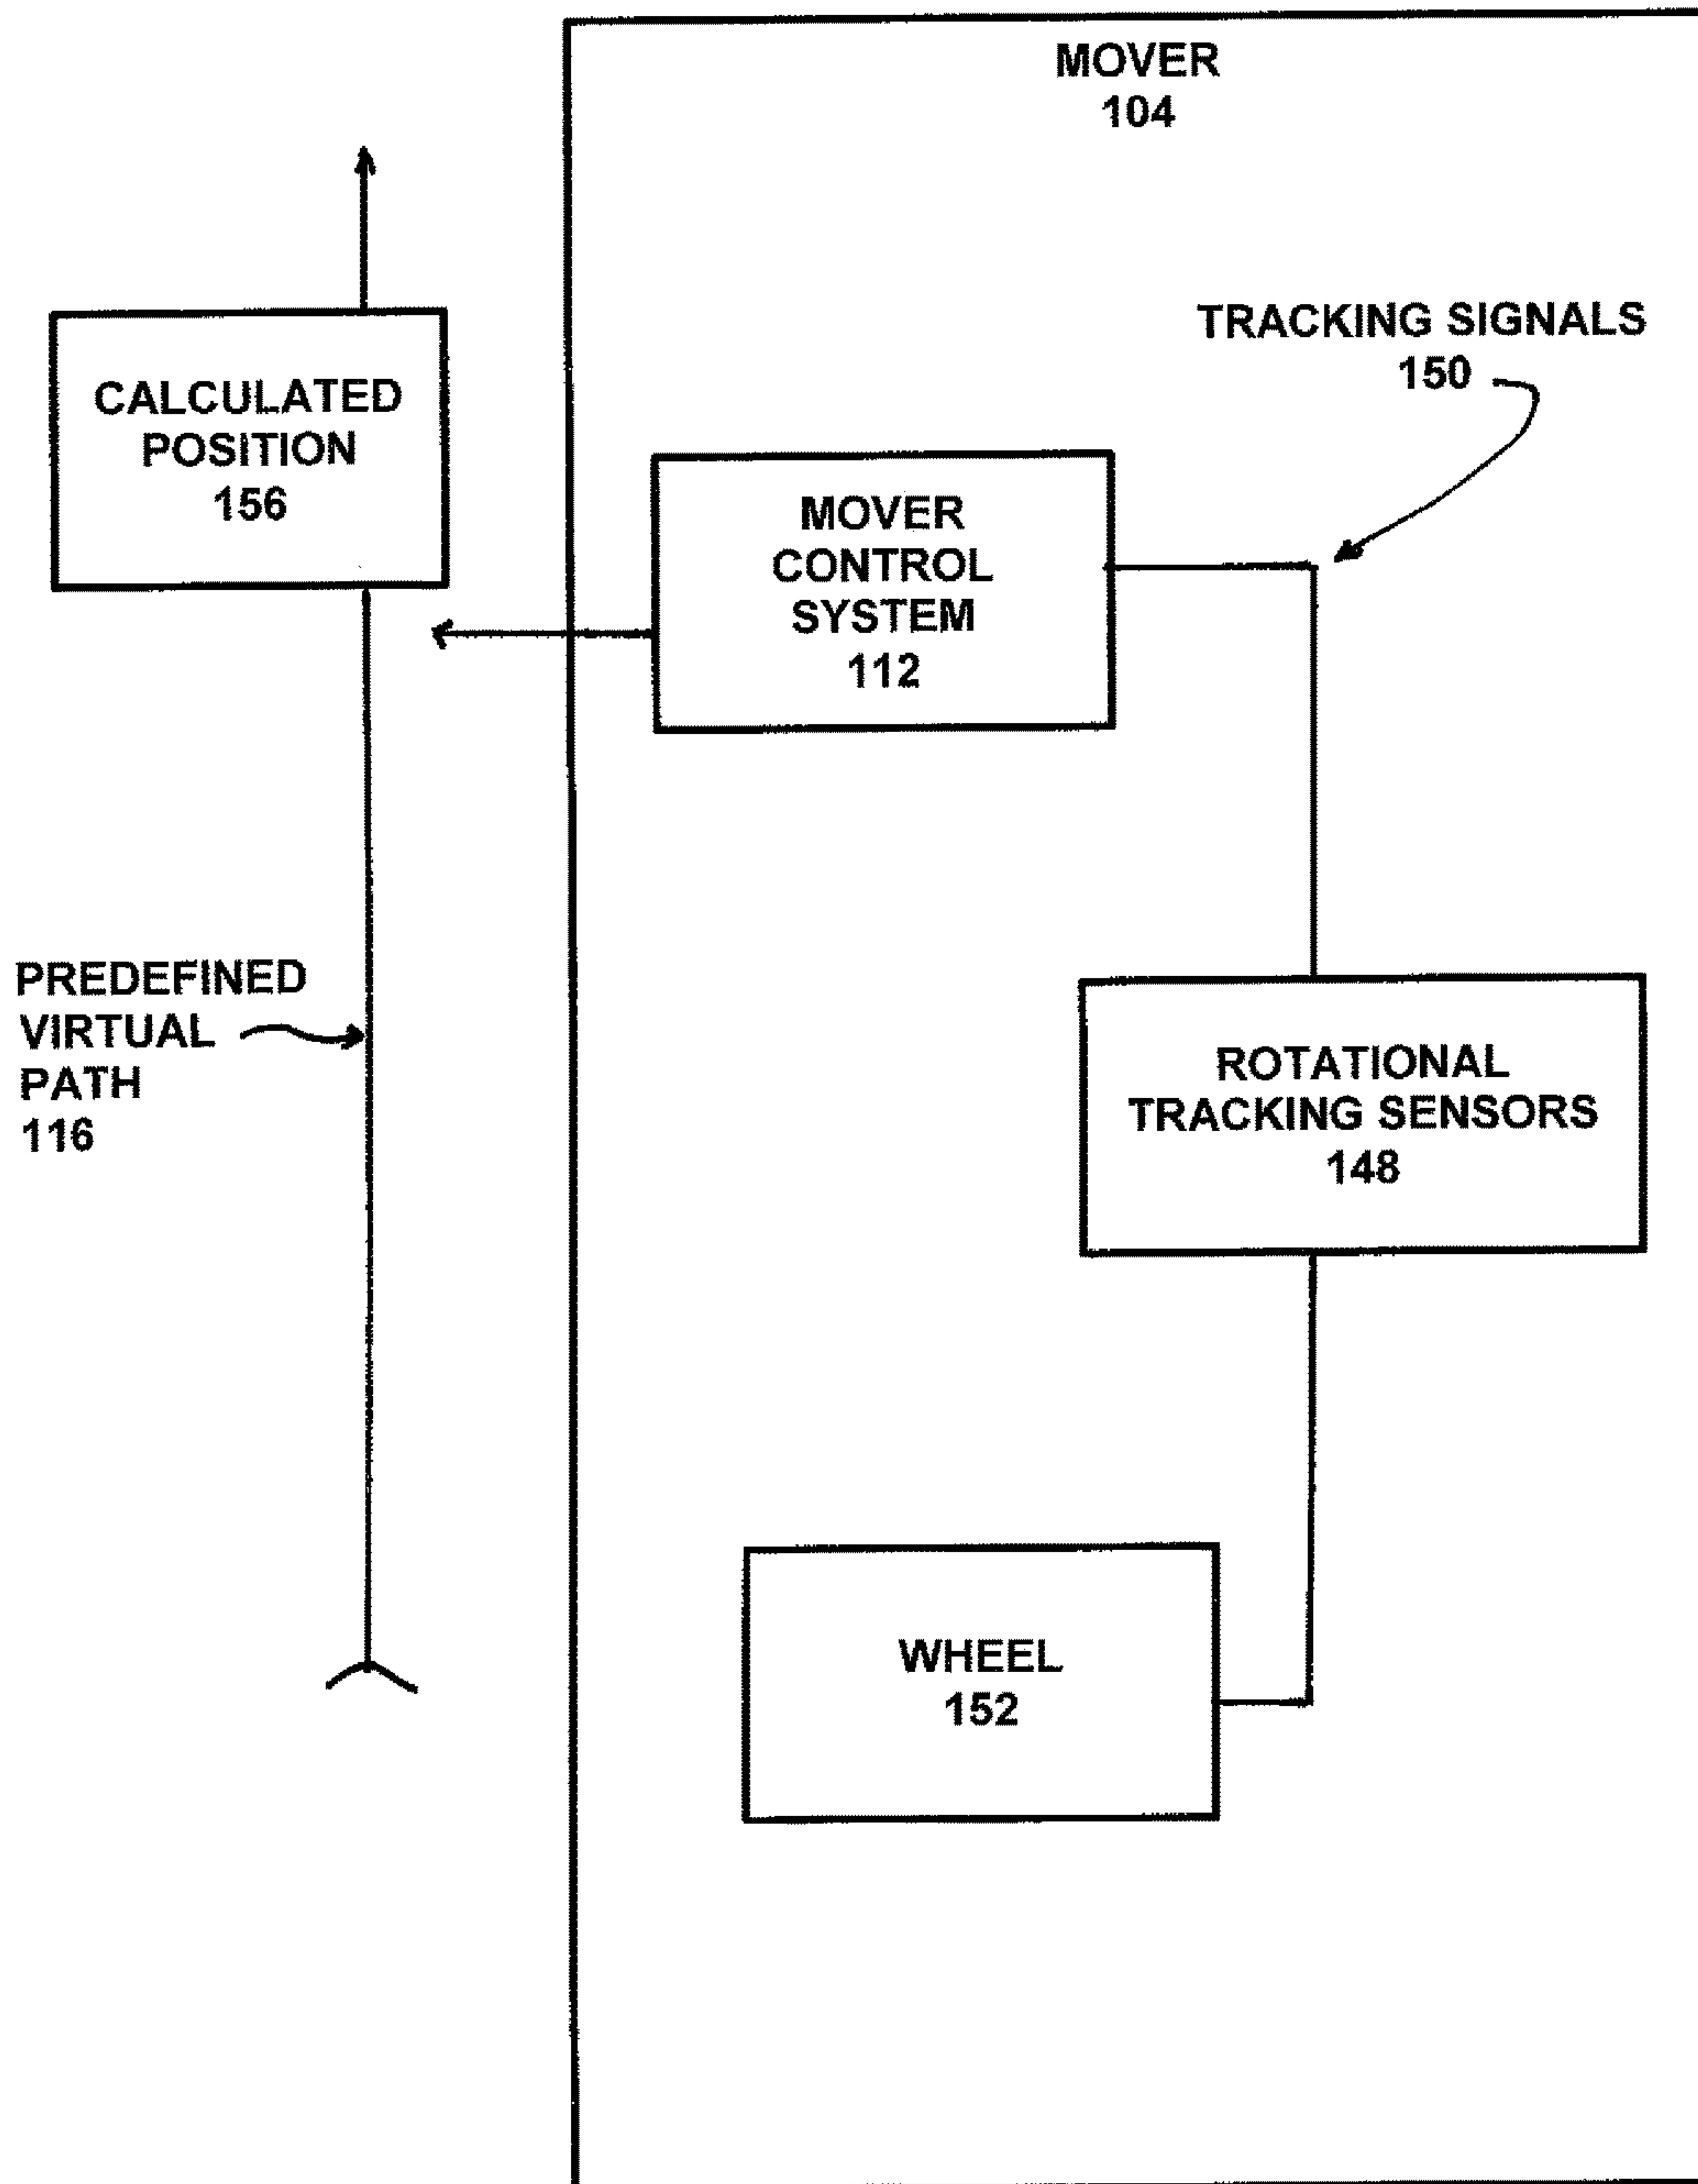 MOVER
104
TRACKING SIGNALS
150
CALCULATED
POSITION
156
MOVER
CONTROL
SYSTEM
112
PREDEFINED
VIRTUAL
PATH
116
ROTATIONAL
TRACKING SENSORS
148
WHEEL
152